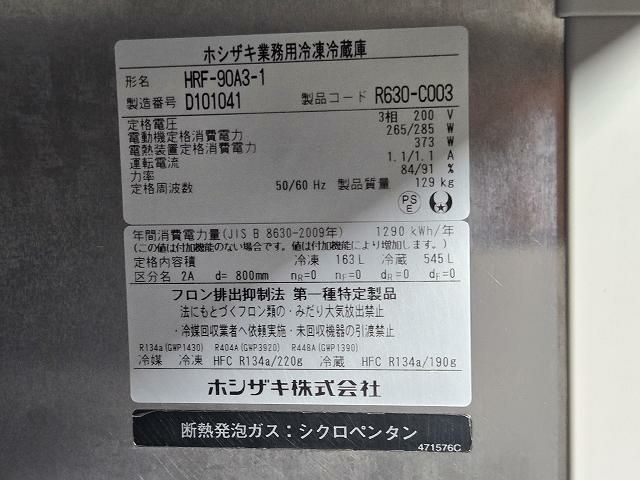 ホシザキ業務用冷凍冷蔵庫
形名 HRF-90A3-1
製造番号 D101041 製品コード R630-C003
定格電圧 3相 200 V
電動機定格消費電力 265/285 W
電熱装置定格消費電力 373 W
運転電流 1.1/1.1 A
力率 84/91 %
定格周波数 50/60 Hz 製品質量 129 kg
PS
E
年間消費電力量(JIS B 8630-2009年) 1290 kWh/年
(この値は付加機能のない場合です。値は付加機能により増加します。)
定格内容積 冷凍 163 L 冷蔵 545 L
区分名 2A d= 800mm nR=0 nF=0 dR=0 dF=0
フロン排出抑制法 第一種特定製品
法にもとづくフロン類の・みだり大気放出禁止
・冷媒回収業者へ依頼実施・未回収機器の引渡禁止
R134a(GWP1430) R404A(GWP3920) R448A(GWP1390)
冷媒 冷凍 HFC R134a/220g 冷蔵 HFC R134a/190g
ホシザキ株式会社
断熱発泡ガス：シクロペンタン
471576C